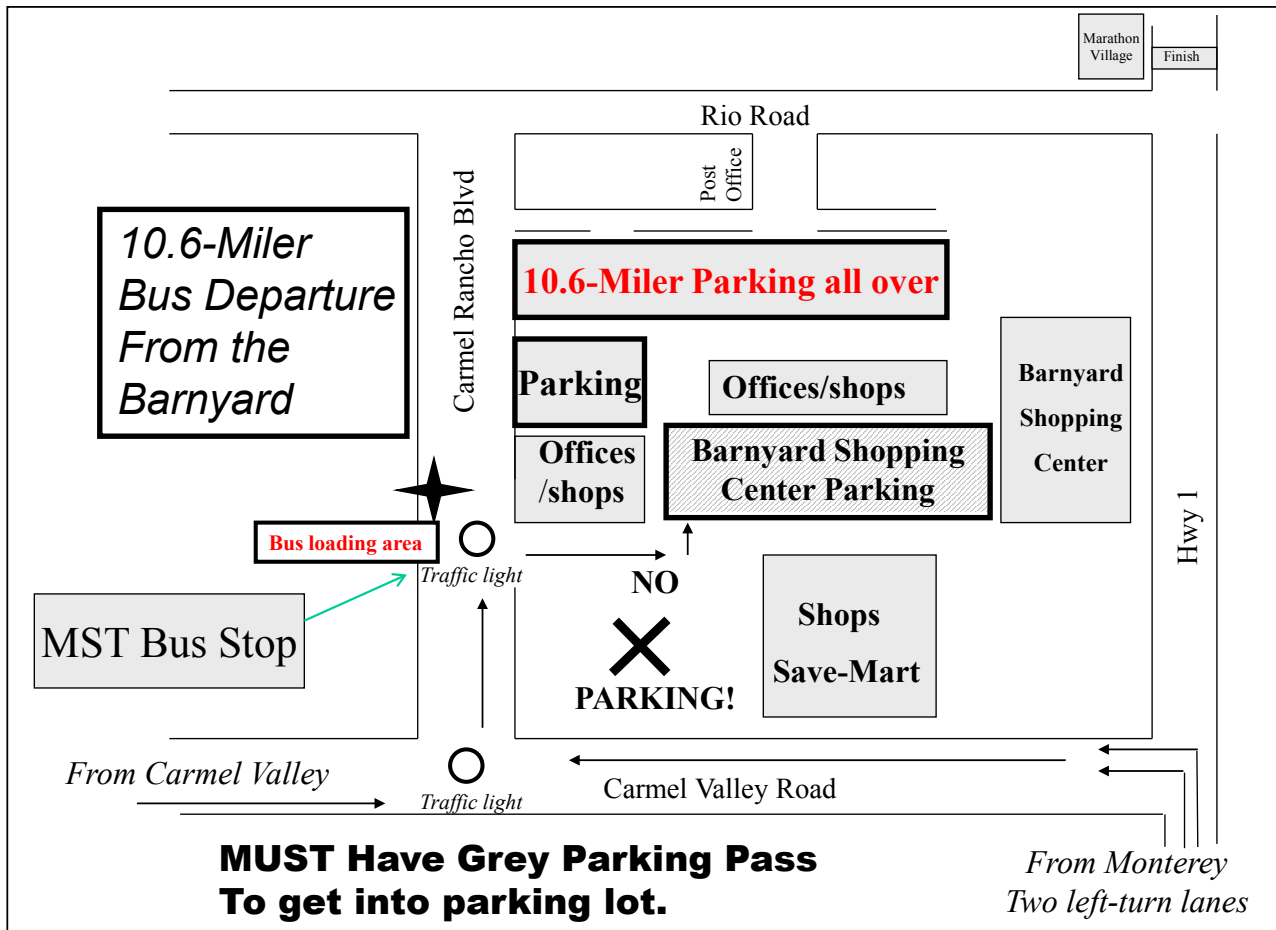 Marathon
Village
Finish
Rio Road
Post
Office
Carmel Rancho Blvd
10.6-Miler
Bus Departure
From the
Barnyard
10.6-Miler Parking all over
Parking
Offices/shops
Barnyard
Shopping
Center
Offices
/shops
Barnyard Shopping
Center Parking
Hwy 1
Bus loading area
Traffic light
NO
PARKING!
MST Bus Stop
Shops
Save-Mart
From Carmel Valley
Traffic light
Carmel Valley Road
MUST Have Grey Parking Pass
To get into parking lot.
From Monterey
Two left-turn lanes